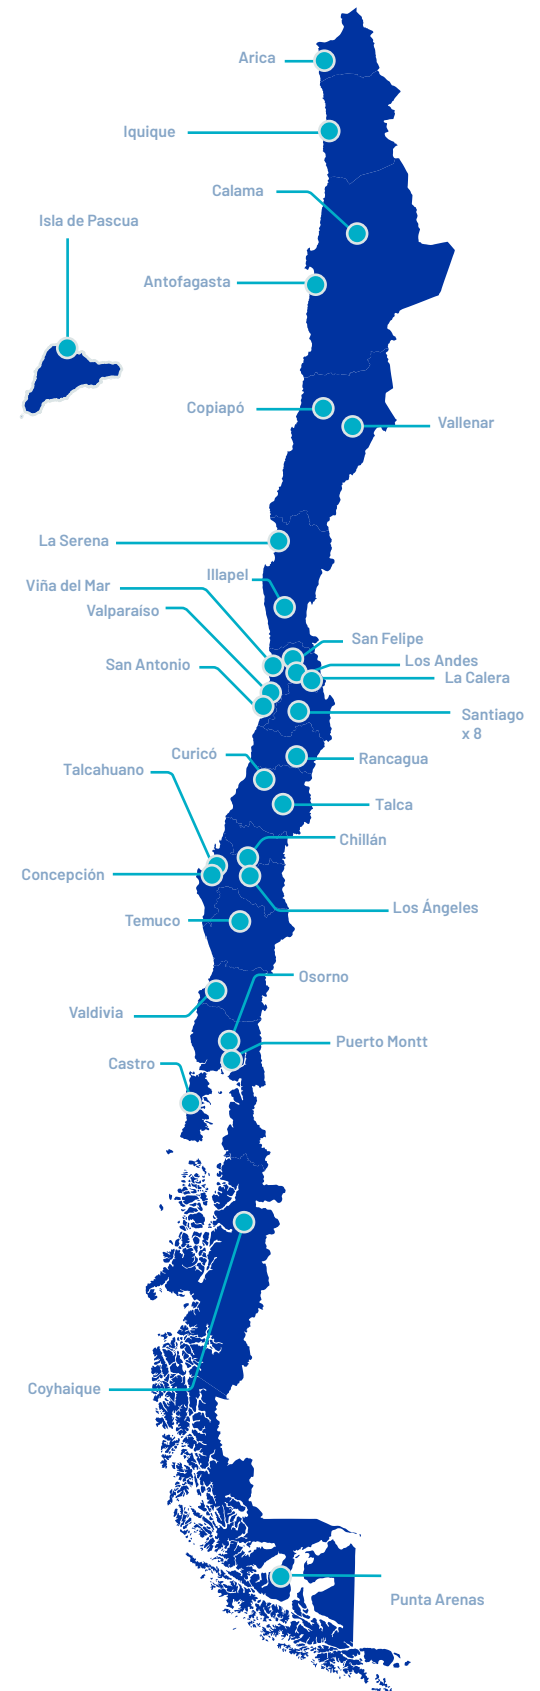 Arica
Iquique
Calama
Isla de Pascua
Antofagasta
Copiapó
Vallenar
La Serena
Illapel
Viña del Mar
Valparaíso
San Felipe
Los Andes
San Antonio
La Calera
Santiago
x 8
Curicó
Rancagua
Talcahuano
Talca
Chillán
Concepción
Los Ángeles
Temuco
Osorno
Valdivia
Puerto Montt
Castro
Coyhaique
Punta Arenas